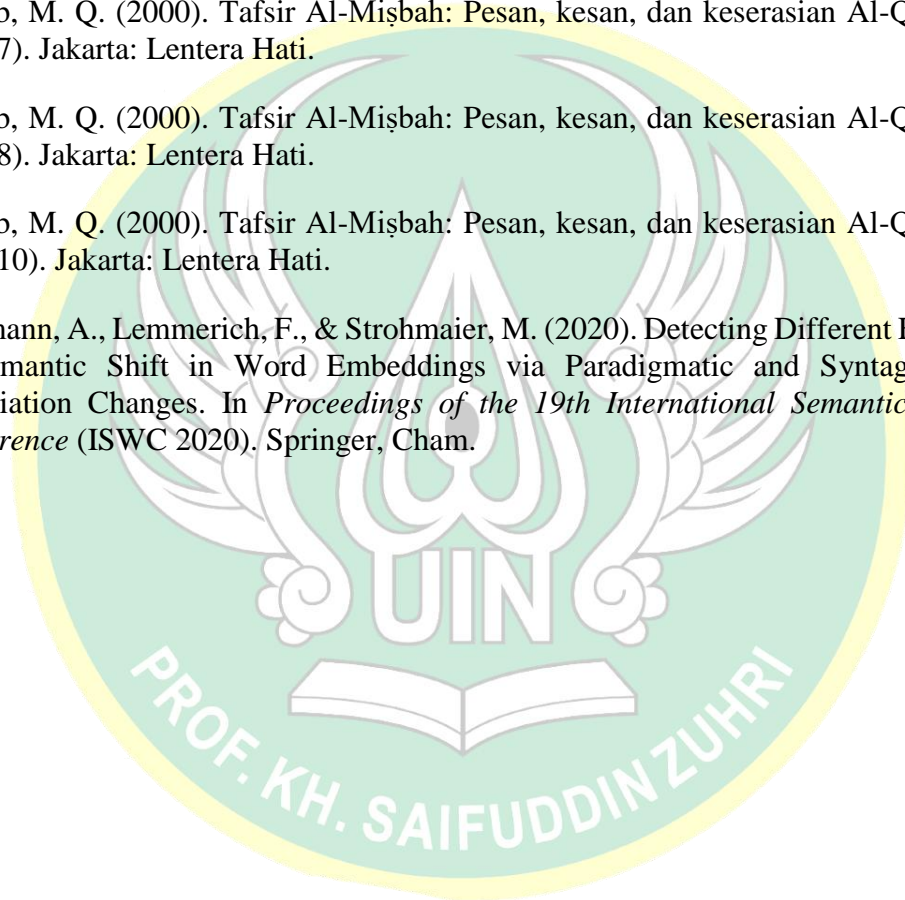 b, M. Q. (2000). Tafsir Al-Miṣbah: Pesan, kesan, dan keserasian Al-Q
7). Jakarta: Lentera Hati.
b, M. Q. (2000). Tafsir Al-Miṣbah: Pesan, kesan, dan keserasian Al-Q
8). Jakarta: Lentera Hati.
b, M. Q. (2000). Tafsir Al-Miṣbah: Pesan, kesan, dan keserasian Al-Q
10). Jakarta: Lentera Hati.
mann, A., Lemmerich, F., & Strohmaier, M. (2020). Detecting Different
mantic Shift in Word Embeddings via Paradigmatic and Syntag
iation Changes. In Proceedings of the 19th International Semantic
rence (ISWC 2020). Springer, Cham.
UIN
PROF. KH. SAIFUDDIN ZUHRI